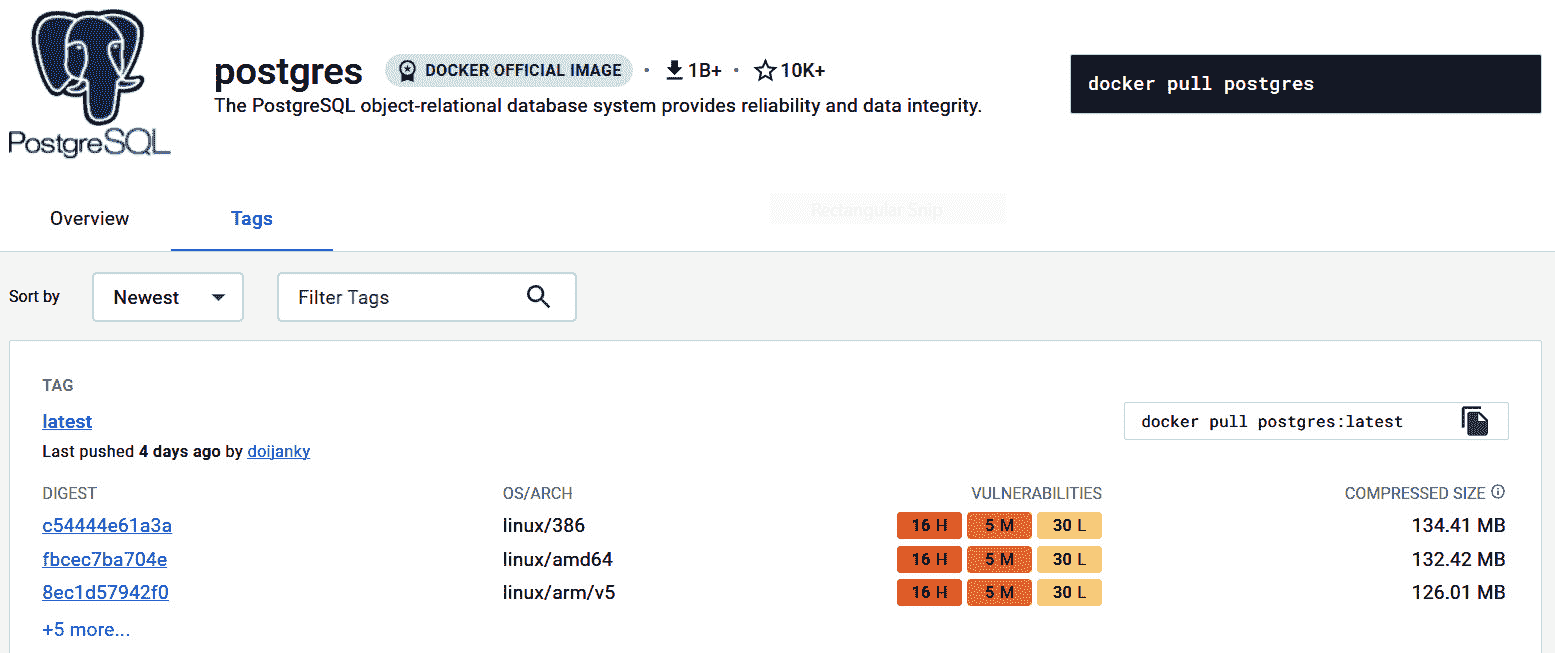 PostgreSQL
postgres DOCKER OFFICIAL IMAGE · 1B+ · 10K+
The PostgreSQL object-relational database system provides reliability and data integrity.
docker pull postgres
Overview Tags
Rectangular Snip
Sort by Newest Filter Tags
TAG
latest
docker pull postgres:latest
Last pushed 4 days ago by doijanky
DIGEST OS/ARCH VULNERABILITIES COMPRESSED SIZE
c54444e61a3a linux/386 16 H 5 M 30 L 134.41 MB
fbcec7ba704e linux/amd64 16 H 5 M 30 L 132.42 MB
8ec1d57942f0 linux/arm/v5 16 H 5 M 30 L 126.01 MB
+5 more...